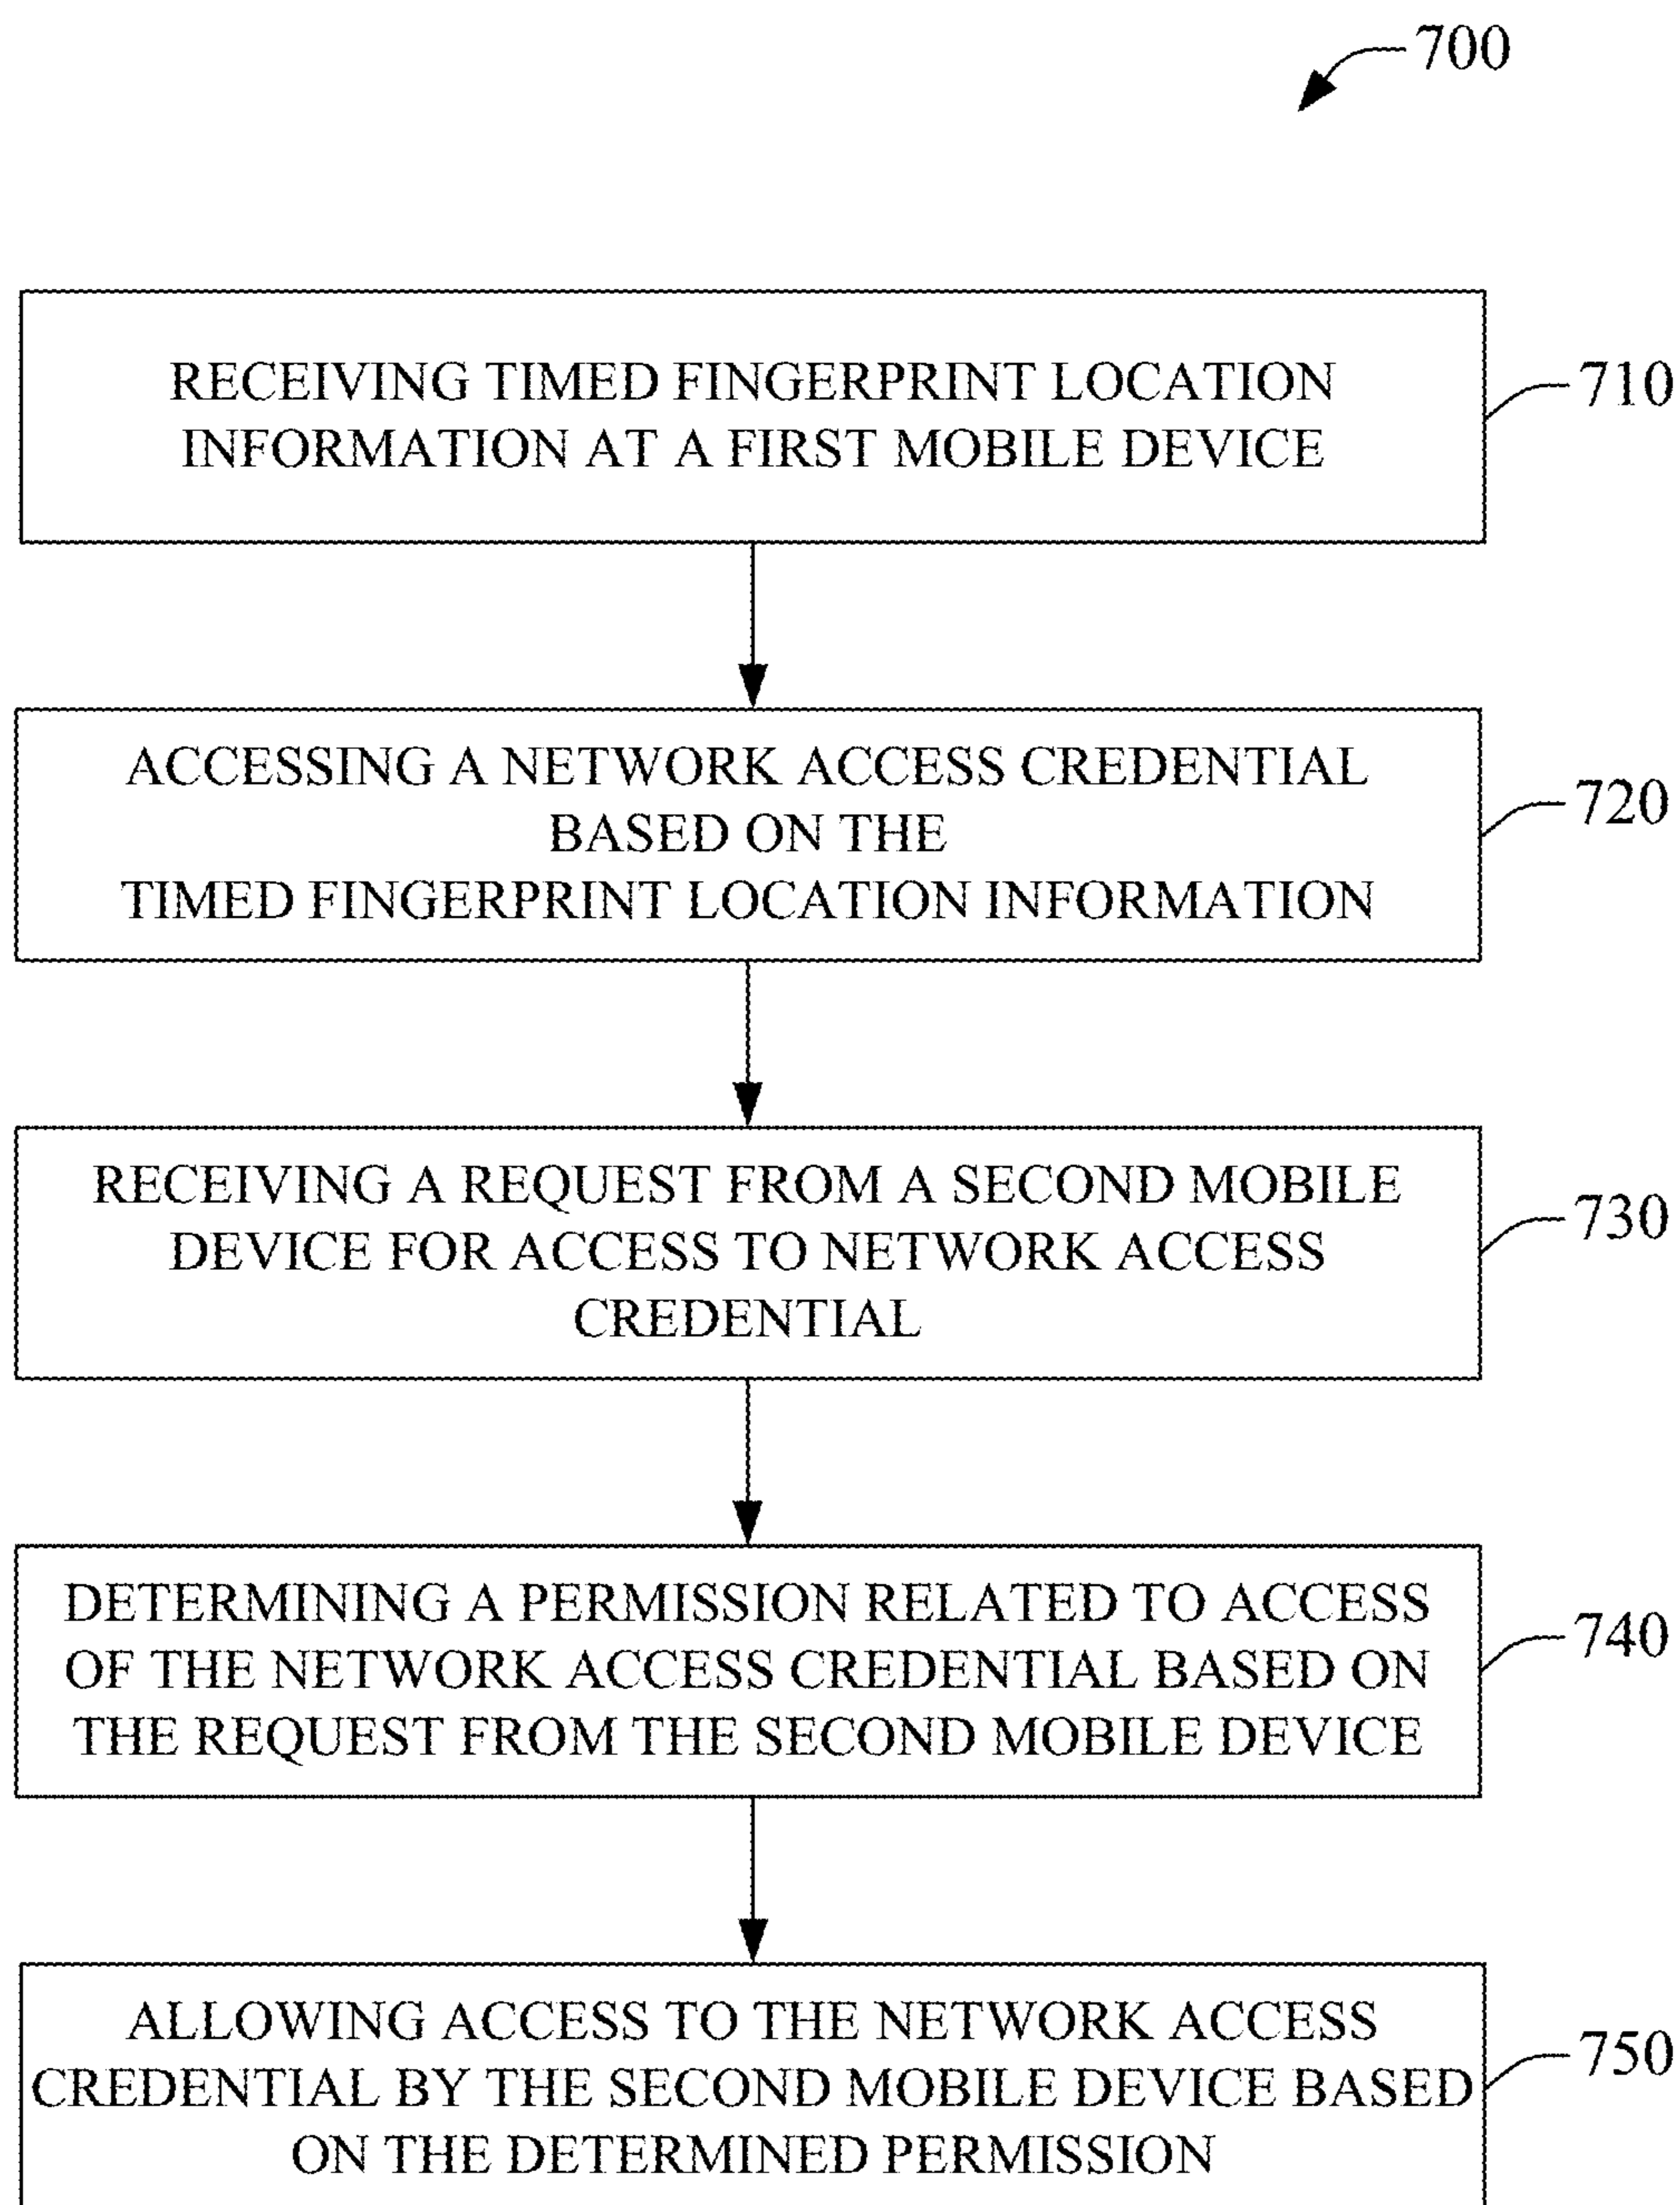 700
RECEIVING TIMED FINGERPRINT LOCATION
INFORMATION AT A FIRST MOBILE DEVICE
710
ACCESSING A NETWORK ACCESS CREDENTIAL
BASED ON THE
TIMED FINGERPRINT LOCATION INFORMATION
720
RECEIVING A REQUEST FROM A SECOND MOBILE
DEVICE FOR ACCESS TO NETWORK ACCESS
CREDENTIAL
730
DETERMINING A PERMISSION RELATED TO ACCESS
OF THE NETWORK ACCESS CREDENTIAL BASED ON
THE REQUEST FROM THE SECOND MOBILE DEVICE
740
ALLOWING ACCESS TO THE NETWORK ACCESS
CREDENTIAL BY THE SECOND MOBILE DEVICE BASED
ON THE DETERMINED PERMISSION
750